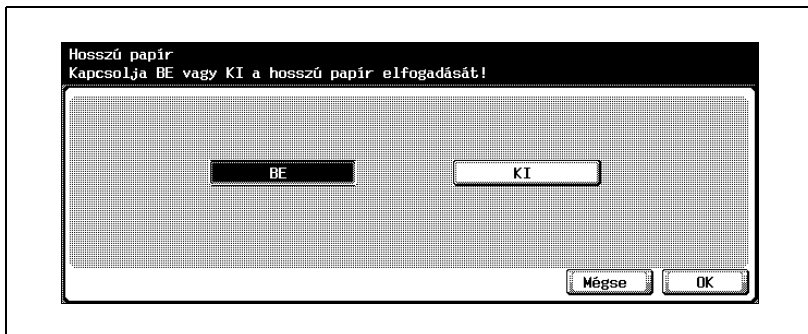 Hosszú papír
Kapcsolja BE vagy KI a hosszú papír elfogadását!
BE KI
Mégse OK